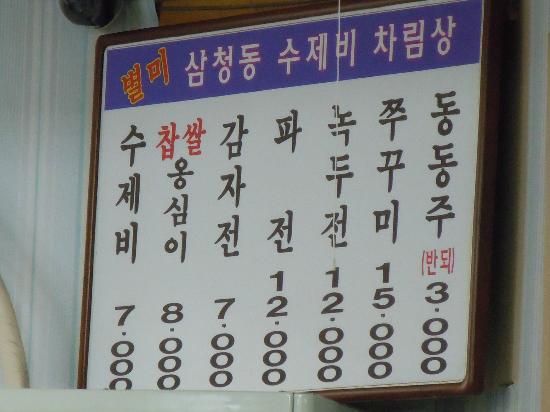 별미 삼청동 수제비 차림상
수제비 7.000
찹쌀옹심이 8.000
감자전 7.000
파전 12.000
녹두전 12.000
쭈꾸미 15.000
동동주(반되) 3.000